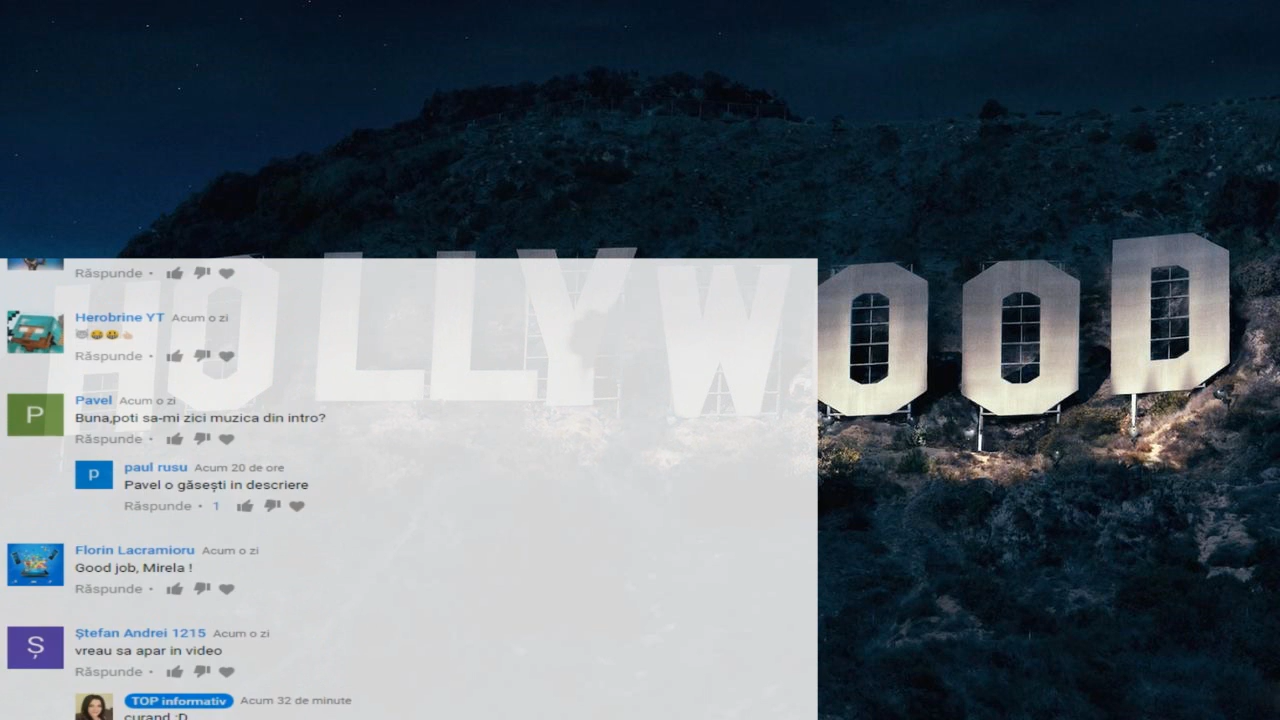 HOLLYWOOD
Răspunde •
Herobrine YT Acum o zi
Răspunde •
P
Pavel Acum o zi
Buna,poti sa-mi zici muzica din intro?
Răspunde •
p
paul rusu Acum 20 de ore
Pavel o găsești in descriere
Răspunde • 1
Florin Lacramioru Acum o zi
Good job, Mirela !
Răspunde •
Ș
Ștefan Andrei 1215 Acum o zi
vreau sa apar in video
Răspunde •
TOP informativ Acum 32 de minute
curand :D